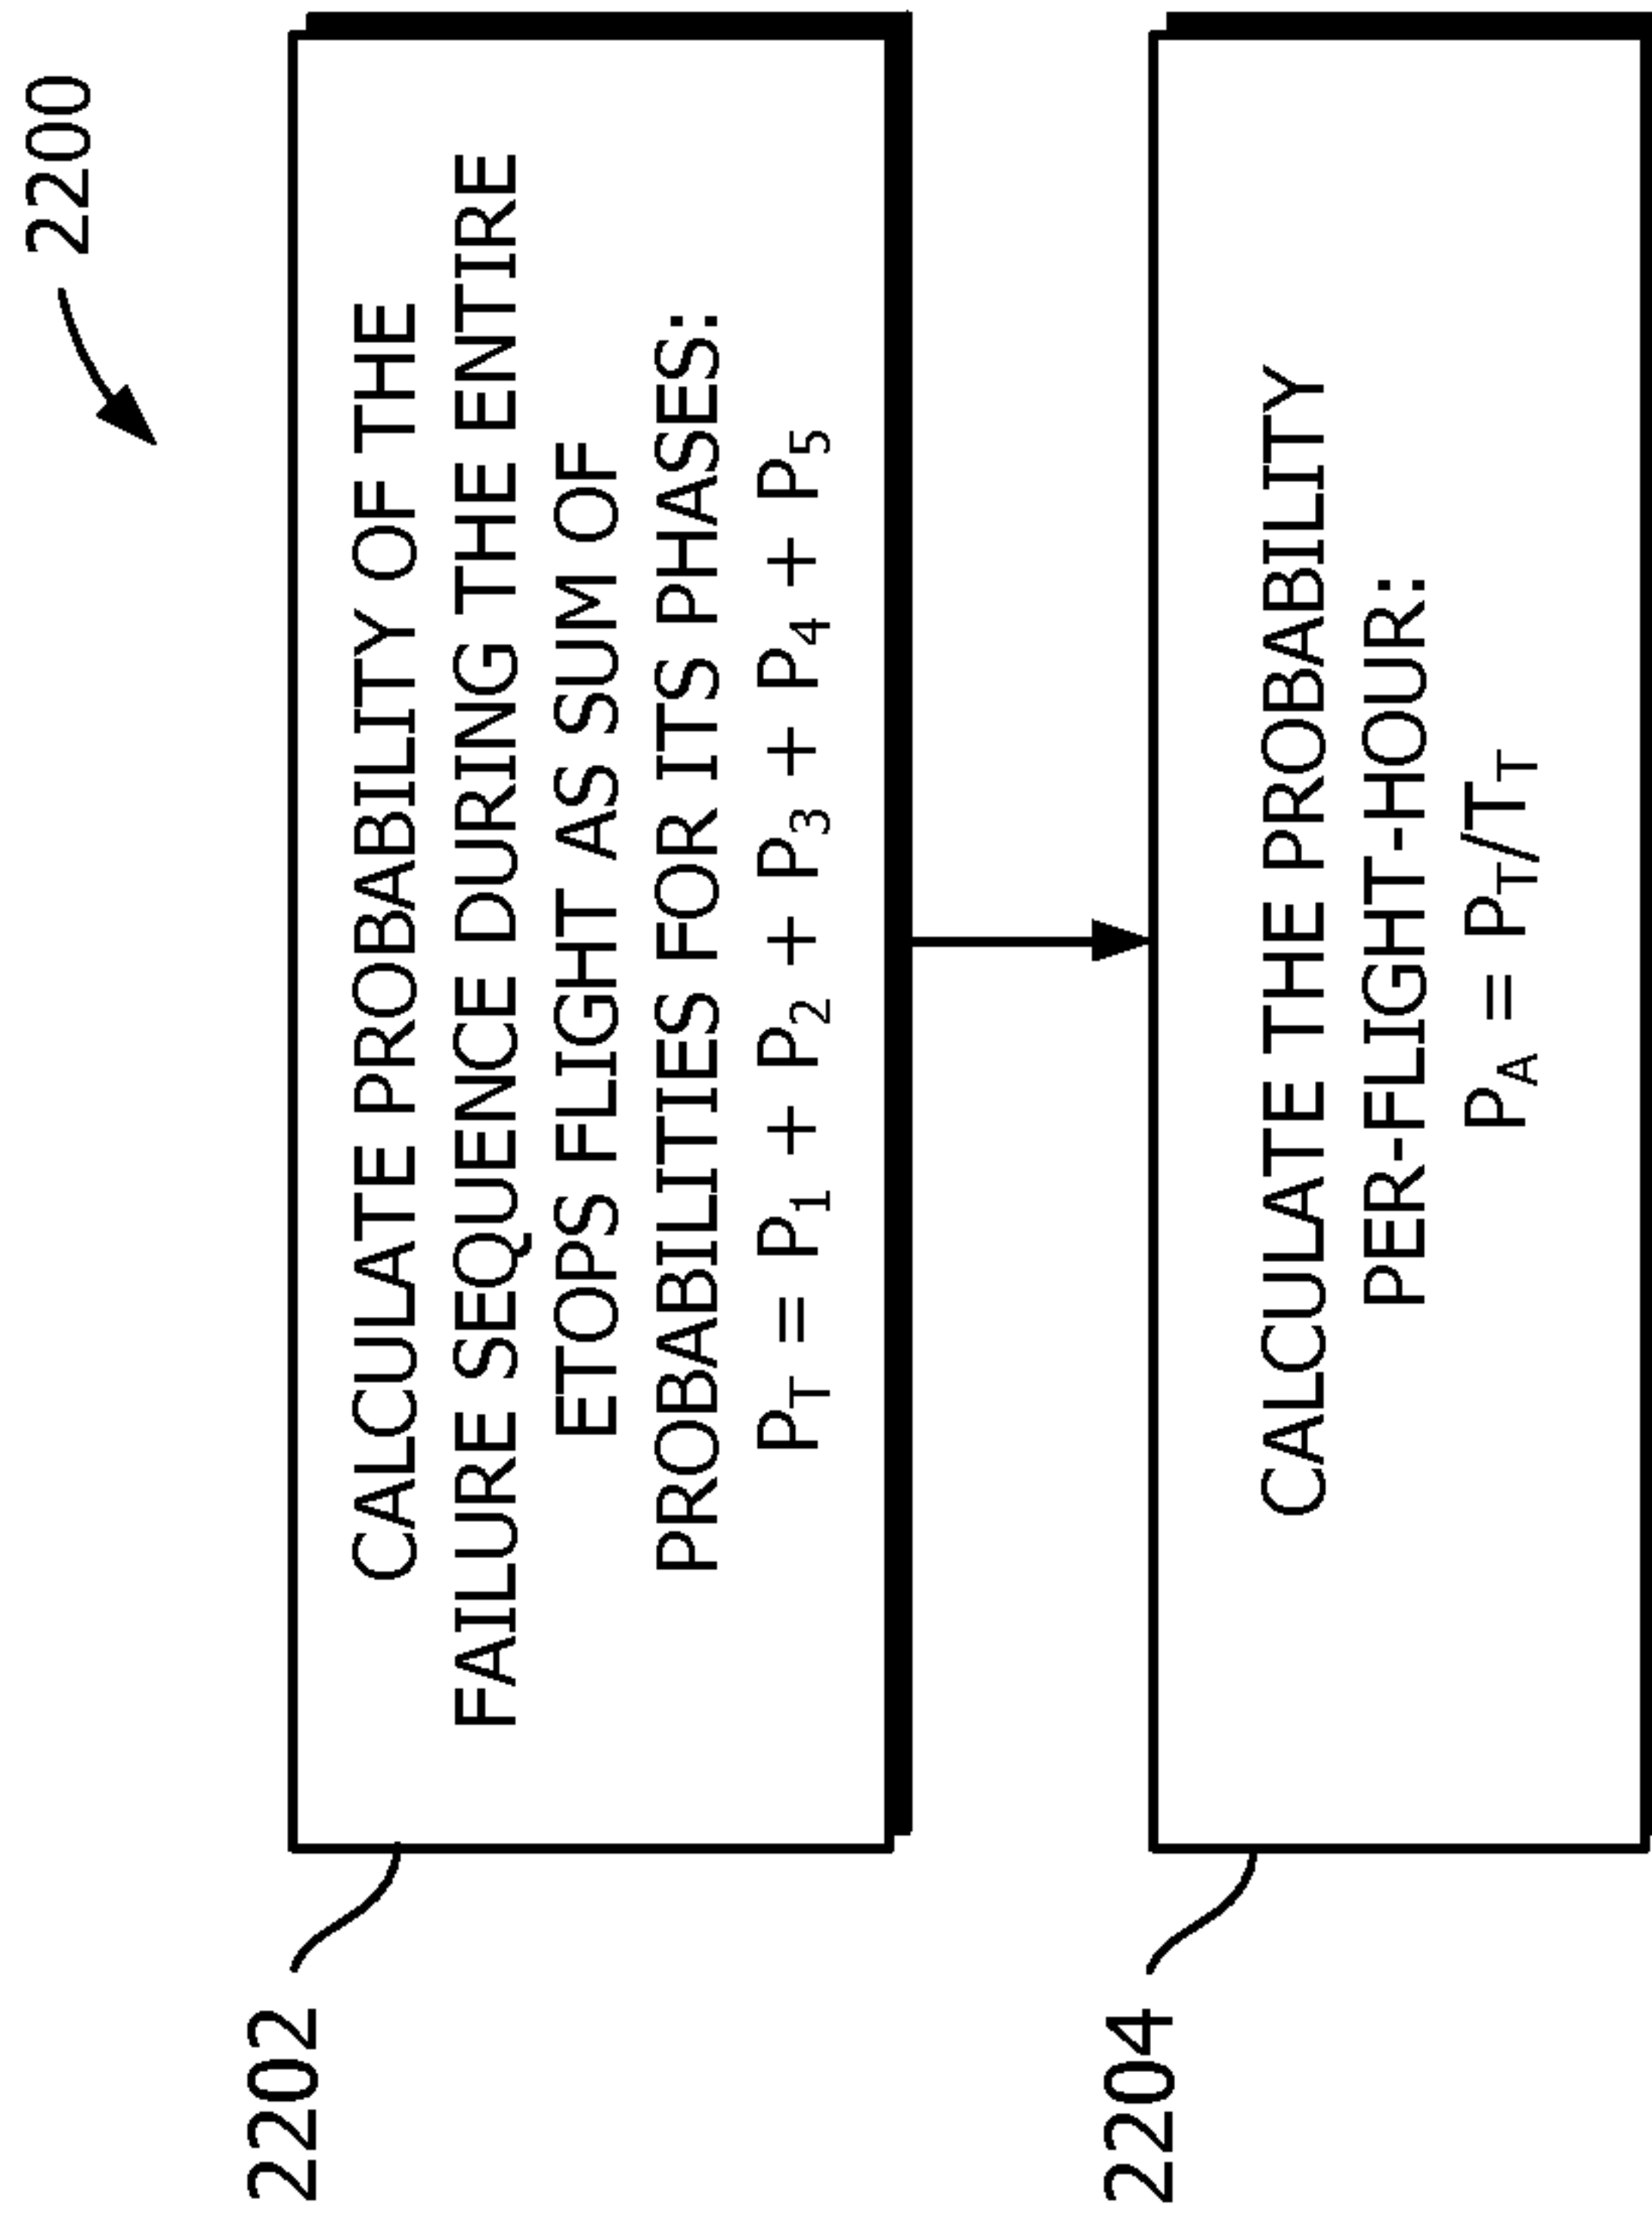 2200
2202
CALCULATE PROBABILITY OF THE
FAILURE SEQUENCE DURING THE ENTIRE
ETOPS FLIGHT AS SUM OF
PROBABILITIES FOR ITS PHASES:
P_T = P_1 + P_2 + P_3 + P_4 + P_5
2204
CALCULATE THE PROBABILITY
PER-FLIGHT-HOUR:
P_A = P_T/T_T